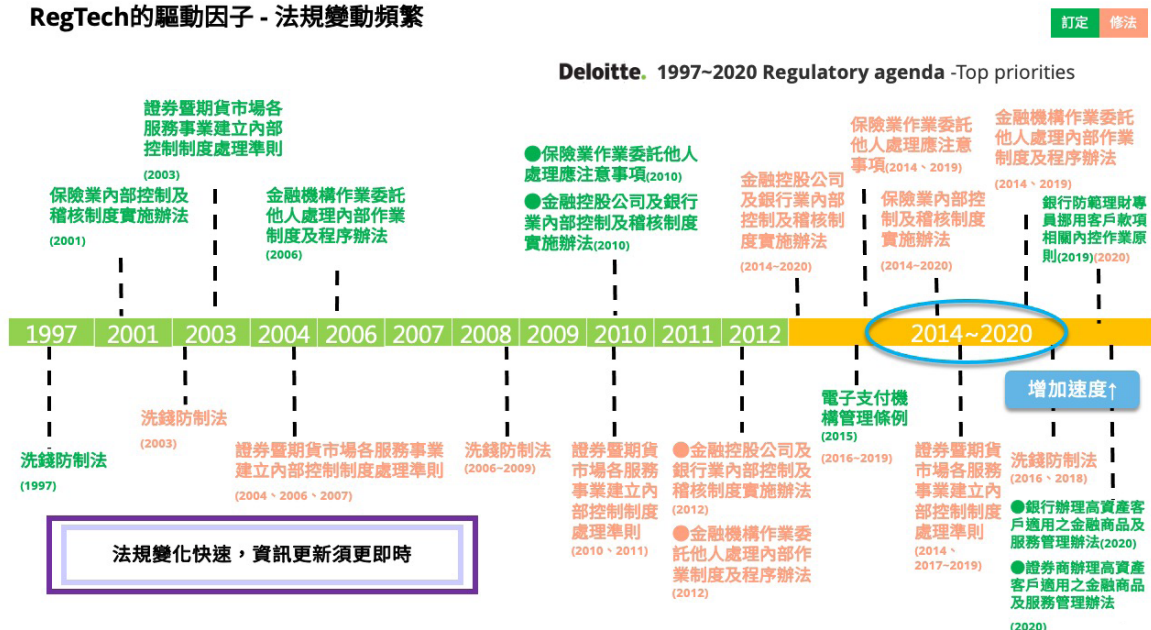 RegTech的驅動因子 - 法規變動頻繁
訂定 修法
Deloitte. 1997~2020 Regulatory agenda -Top priorities
證券暨期貨市場各
服務事業建立內部
控制制度處理準則
(2003)
保險業內部控制及
稽核制度實施辦法
(2001)
金融機構作業委託
他人處理內部作業
制度及程序辦法
(2006)
●保險業作業委託他人
處理應注意事項(2010)
●金融控股公司及銀行
業內部控制及稽核制度
實施辦法(2010)
金融控股公司
及銀行業內部
控制及稽核制
度實施辦法
(2014~2020)
保險業作業委託
他人處理應注意
事項(2014、2019)
保險業內部控
制及稽核制度
實施辦法
(2014~2020)
金融機構作業委託
他人處理內部作業
制度及程序辦法
(2014、2019)
銀行防範理財專
員挪用客戶款項
相關內控作業原
則(2019)(2020)
1997 2001 2003 2004 2006 2007 2008 2009 2010 2011 2012 2014~2020
增加速度↑
洗錢防制法
(1997)
洗錢防制法
(2003)
證券暨期貨市場各服務事業
建立內部控制制度處理準則
(2004、2006、2007)
洗錢防制法
(2006~2009)
證券暨期貨
市場各服務
事業建立內
部控制制度
處理準則
(2010、2011)
●金融控股公司及
銀行業內部控制及
稽核制度實施辦法
(2012)
●金融機構作業委
託他人處理內部作
業制度及程序辦法
(2012)
電子支付機
構管理條例
(2015)
(2016~2019)
證券暨期貨
市場各服務
事業建立內
部控制制度
處理準則
(2014、
2017~2019)
洗錢防制法
(2016、2018)
●銀行辦理高資產客
戶適用之金融商品及
服務管理辦法(2020)
●證券商辦理高資產
客戶適用之金融商品
及服務管理辦法
(2020)
法規變化快速，資訊更新須更即時